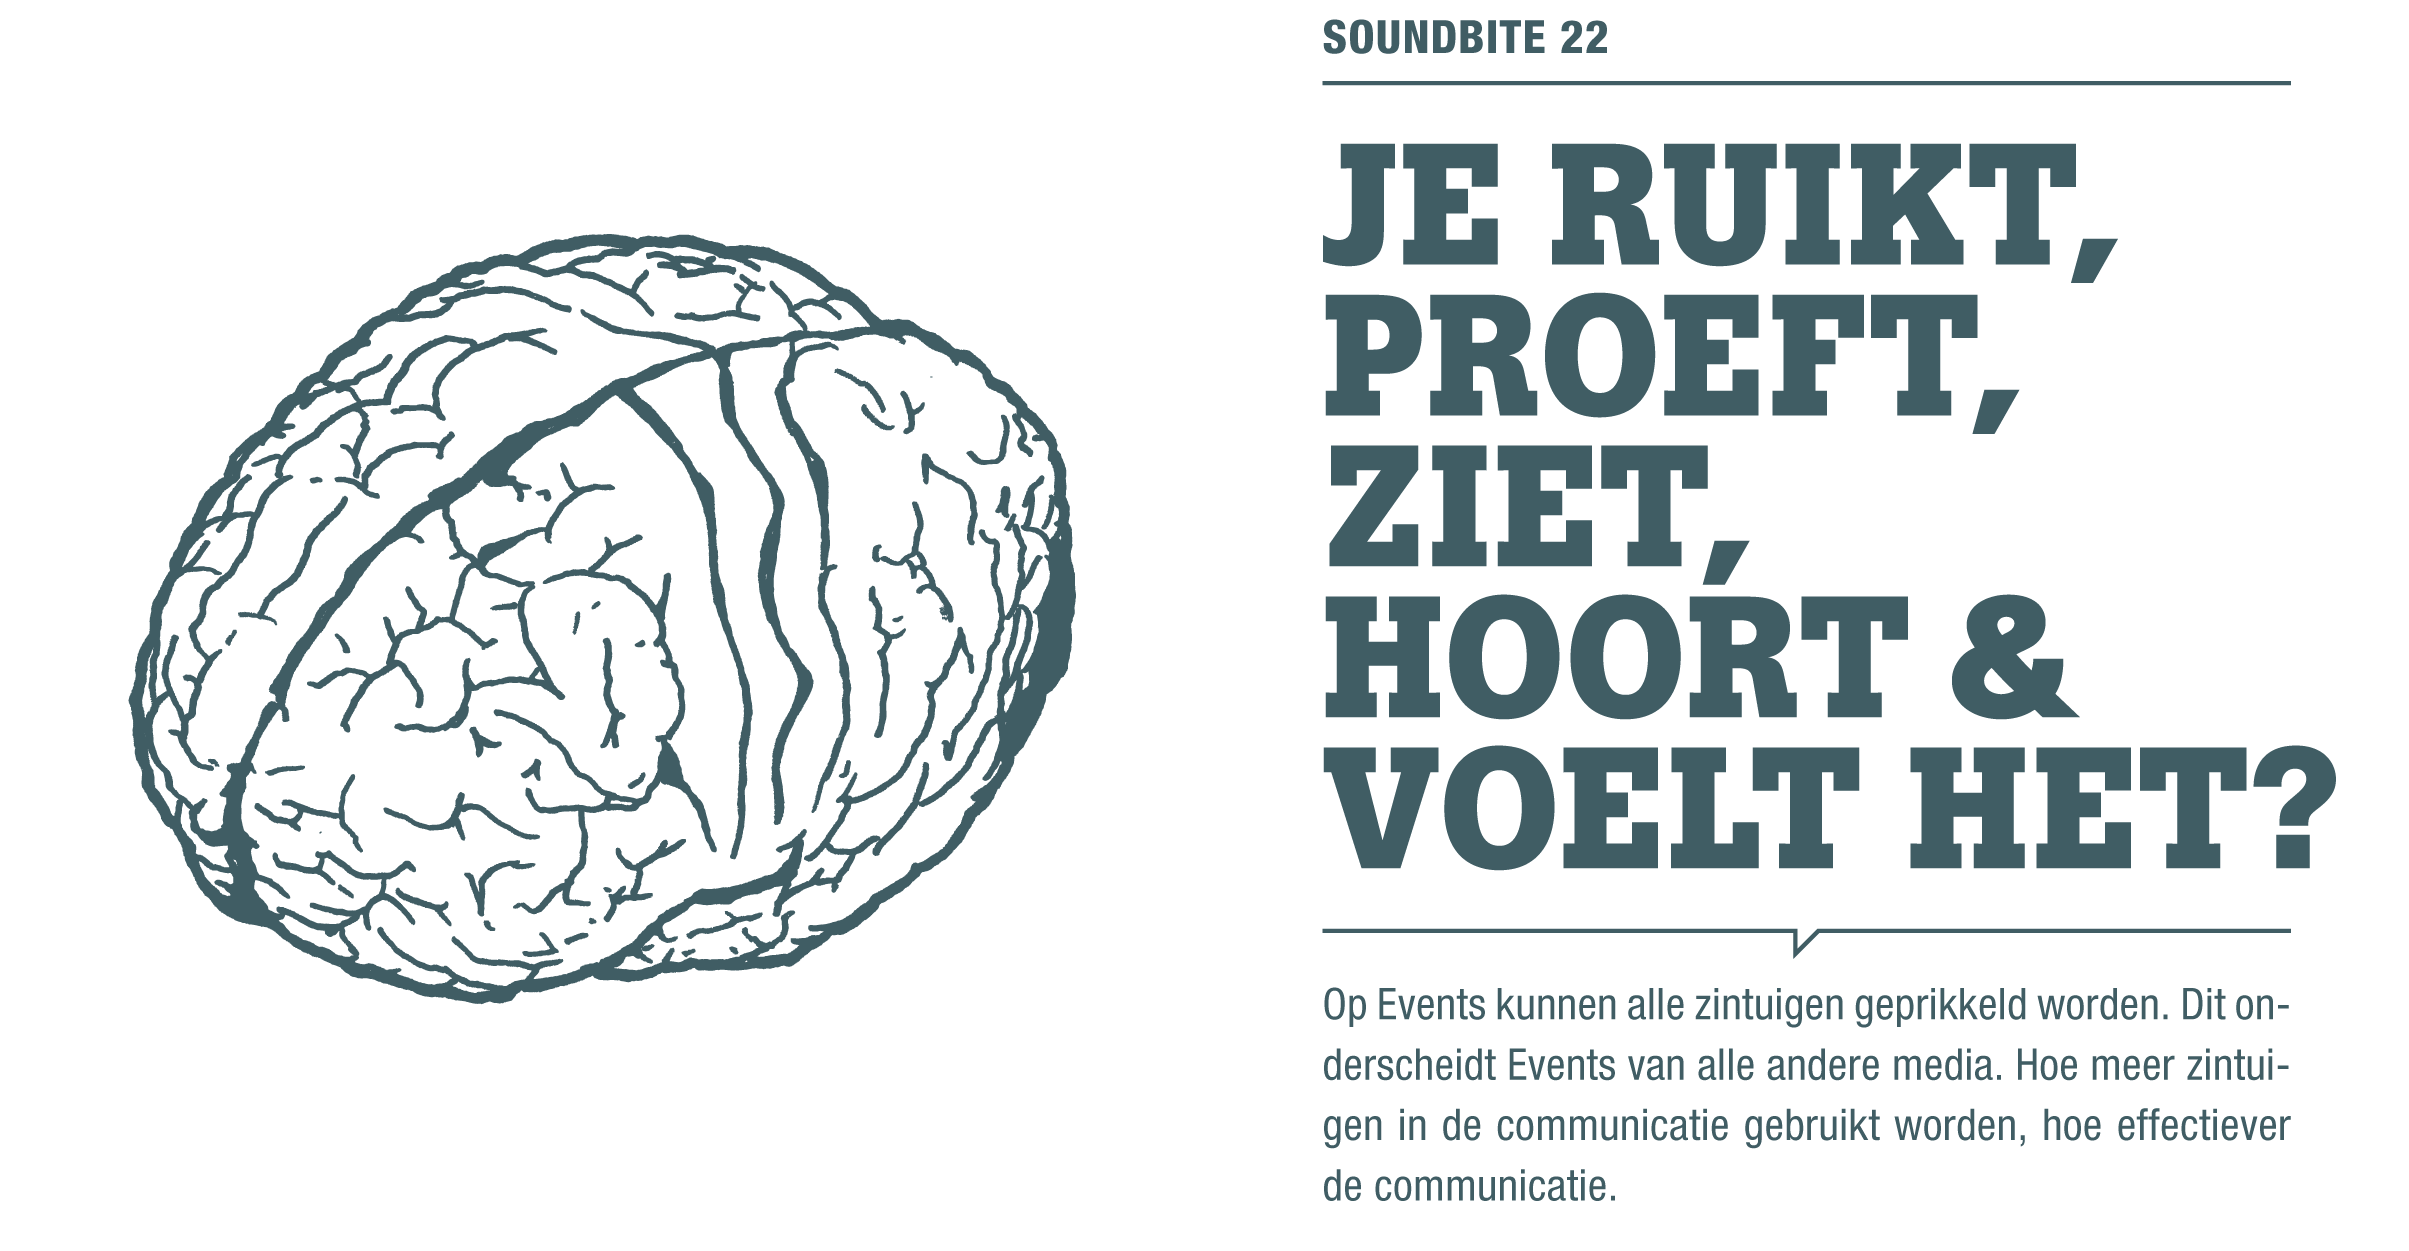 SOUNDBITE 22
JE RUIKT,
PROEFT,
ZIET,
HOORT &
VOELT HET?
Op Events kunnen alle zintuigen geprikkeld worden. Dit on-
derscheidt Events van alle andere media. Hoe meer zintui-
gen in de communicatie gebruikt worden, hoe effectiever
de communicatie.